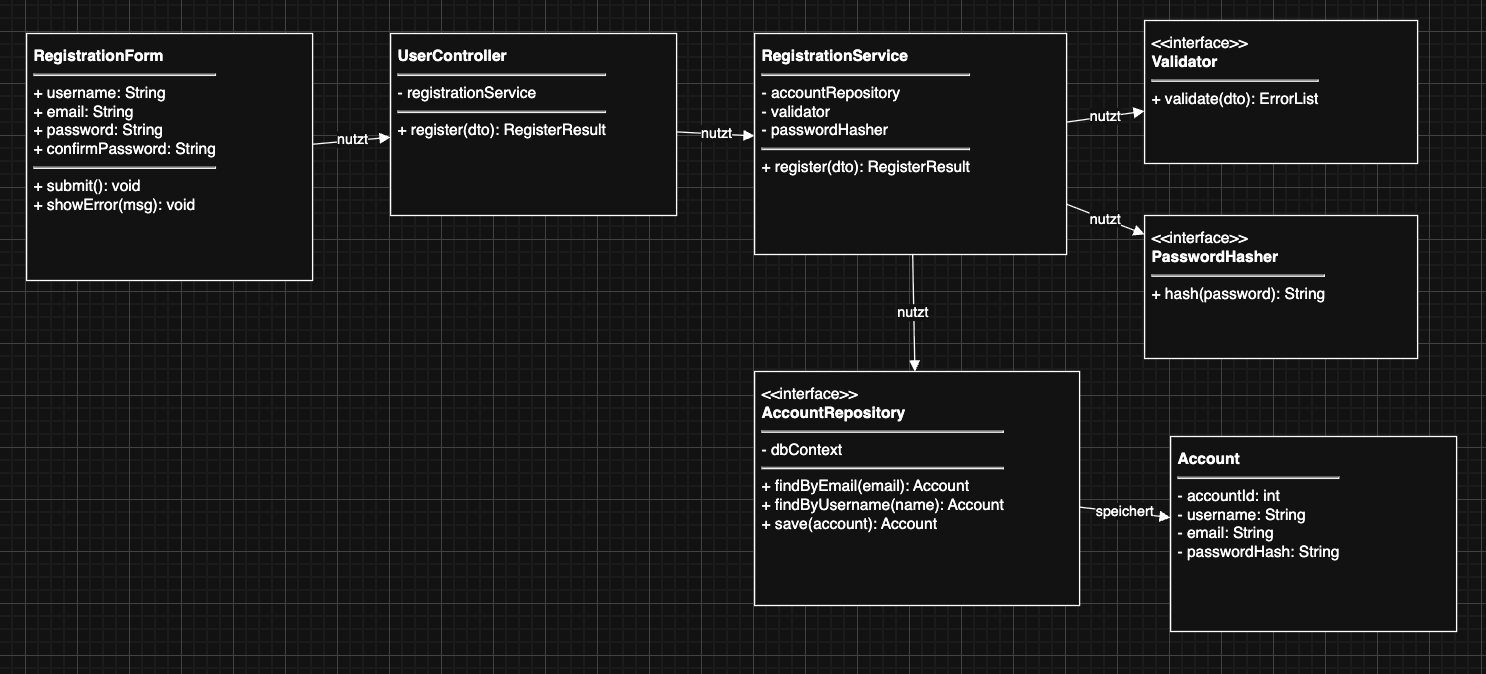 RegistrationForm
+ username: String
+ email: String
+ password: String
+ confirmPassword: String
+ submit(): void
+ showError(msg): void
nutzt
UserController
- registrationService
+ register(dto): RegisterResult
nutzt
RegistrationService
- accountRepository
- validator
- passwordHasher
+ register(dto): RegisterResult
nutzt
<<interface>>
Validator
+ validate(dto): ErrorList
nutzt
<<interface>>
PasswordHasher
+ hash(password): String
nutzt
<<interface>>
AccountRepository
- dbContext
+ findByEmail(email): Account
+ findByUsername(name): Account
+ save(account): Account
speichert
Account
- accountId: int
- username: String
- email: String
- passwordHash: String